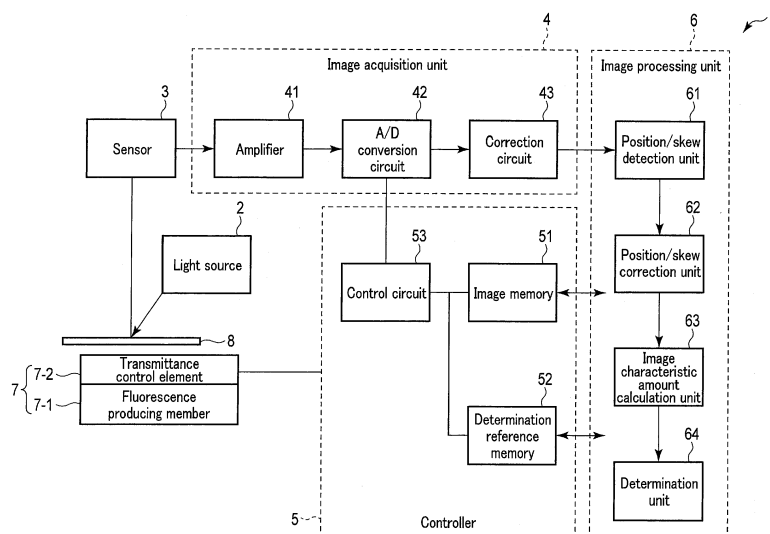 4
6
Image acquisition unit
Image processing unit
3
41
42
43
61
Sensor
Amplifier
A/D
conversion
circuit
Correction
circuit
Position/skew
detection unit
2
53
51
62
Light source
Control circuit
Image memory
Position/skew
correction unit
8
63
7
7-2
Transmittance
control element
7-1
Fluorescence
producing member
Image
characteristic
amount
calculation unit
52
Determination
reference
memory
64
Determination
unit
5
Controller